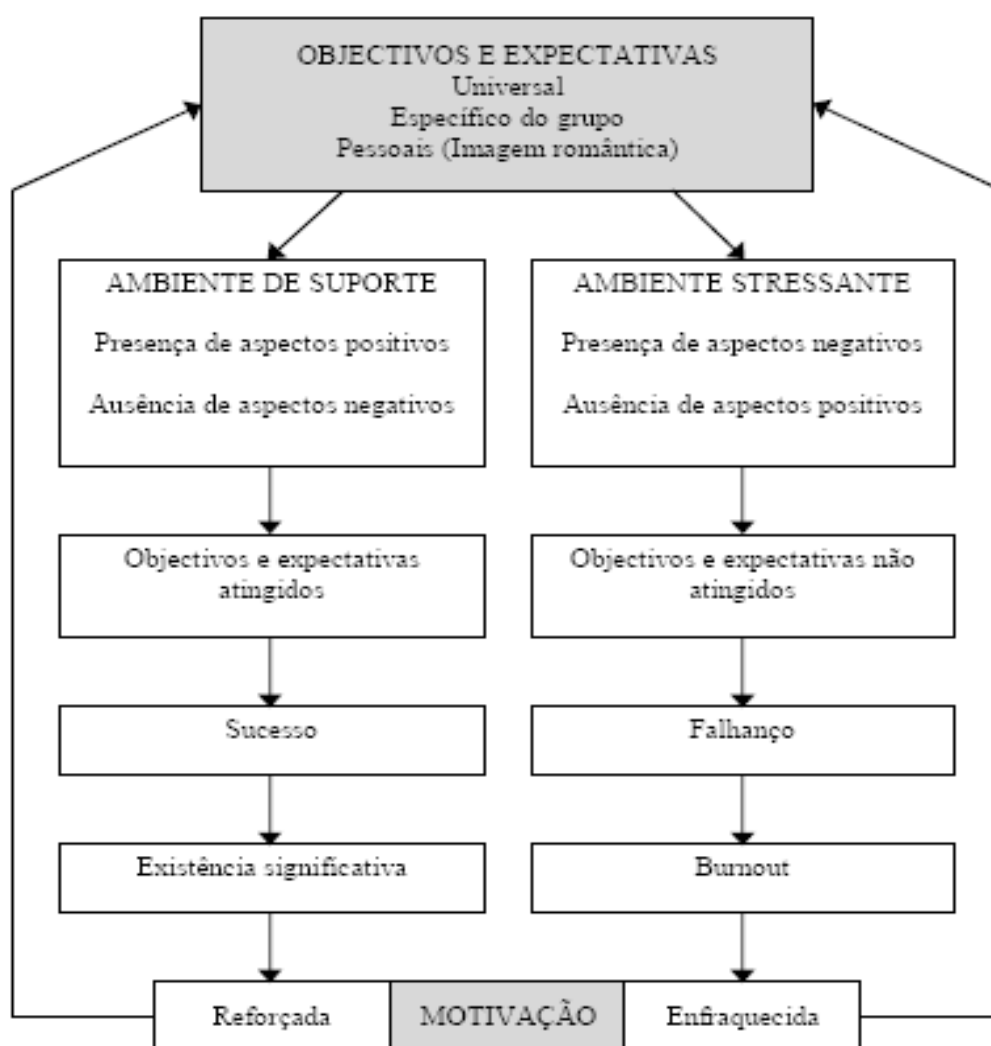 OBJECTIVOS E EXPECTATIVAS
Universal
Específico do grupo
Pessoais (Imagem romântica)
AMBIENTE DE SUPORTE
Presença de aspectos positivos
Ausência de aspectos negativos
AMBIENTE STRESSANTE
Presença de aspectos negativos
Ausência de aspectos positivos
Objectivos e expectativas
atingidos
Objectivos e expectativas não
atingidos
Sucesso
Falhanço
Existência significativa
Burnout
Reforçada
MOTIVAÇÃO
Enfraquecida